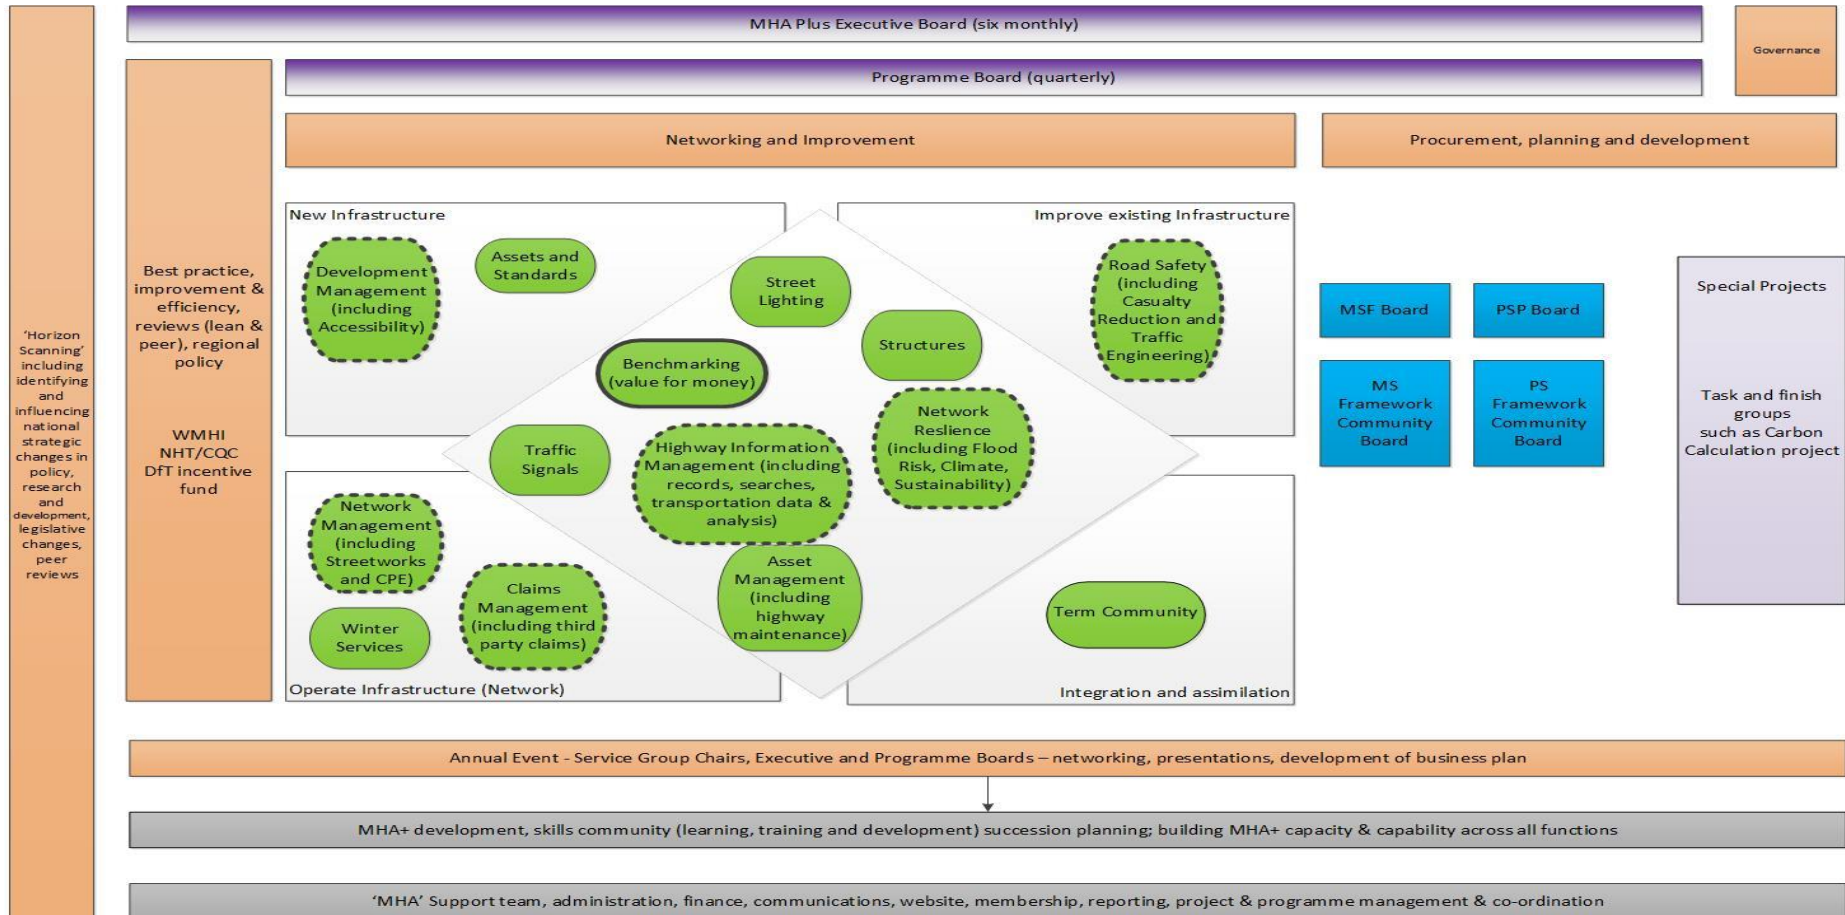 MHA Plus Executive Board (six monthly)
Governance
Programme Board (quarterly)
Networking and Improvement
Procurement, planning and development
'Horizon
Scanning'
including
identifying
and
influencing
national
strategic
changes in
policy,
research
and
development,
legislative
changes,
peer
reviews
Best practice,
improvement &
efficiency,
reviews (lean &
peer), regional
policy
WMHI
NHT/CQC
DfT incentive
fund
New Infrastructure
Development
Management
(including
Accessibility)
Assets and
Standards
Street
Lighting
Benchmarking
(value for money)
Structures
Improve existing Infrastructure
Road Safety
(including
Casualty
Reduction and
Traffic
Engineering)
Traffic
Signals
Highway Information
Management (including
records, searches,
transportation data &
analysis)
Network
Reslience
(including Flood
Risk, Climate,
Sustainability)
Network
Management
(including
Streetworks
and CPE)
Claims
Management
(including third
party claims)
Winter
Services
Operate Infrastructure (Network)
Asset
Management
(including
highway
maintenance)
Term Community
Integration and assimilation
MSF Board
PSP Board
MS
Framework
Community
Board
PS
Framework
Community
Board
Special Projects
Task and finish
groups
such as Carbon
Calculation project
Annual Event - Service Group Chairs, Executive and Programme Boards – networking, presentations, development of business plan
MHA+ development, skills community (learning, training and development) succession planning; building MHA+ capacity & capability across all functions
'MHA' Support team, administration, finance, communications, website, membership, reporting, project & programme management & co-ordination